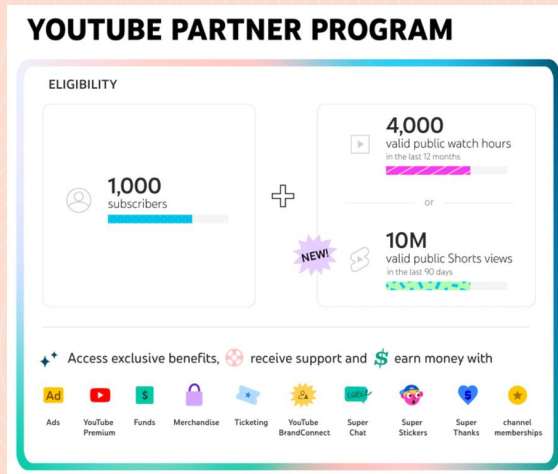 YOUTUBE PARTNER PROGRAM
ELIGIBILITY
1,000
subscribers
4,000
valid public watch hours
in the last 12 months
or
NEW!
10M
valid public Shorts views
in the last 90 days
Access exclusive benefits, receive support and $ earn money with
Ad
$
$
Ads
YouTube
Premium
Funds
Merchandise
Ticketing
YouTube
BrandConnect
Super
Chat
Super
Stickers
Super
Thanks
channel
memberships